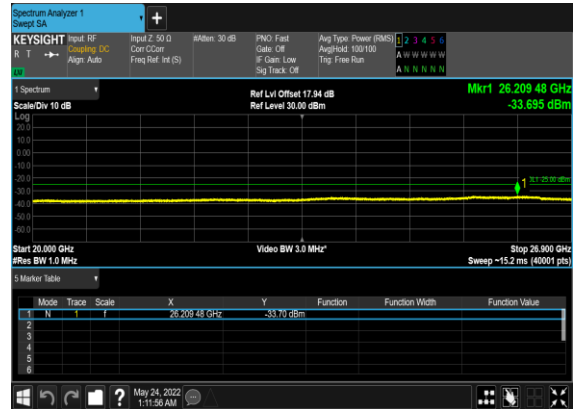 Spectrum Analyzer 1
Swept SA
+
KEYSIGHT Input: RF Input Z: 50 Ω #Atten: 30 dB PNO: Fast Avg Type: Power (RMS) 1 2 3 4 5 6
R T Coupling: DC Corr CCorr Gate: Off Avg|Hold: 100/100 A W W W W W
Align: Auto Freq Ref: Int (S) IF Gain: Low Trig: Free Run
LW Sig Track: Off A N N N N N
1 Spectrum Ref Lvl Offset 17.94 dB Mkr1 26.209 48 GHz
Scale/Div 10 dB Ref Level 30.00 dBm -33.695 dBm
Log
20.0
10.0
0.00
-10.0
-20.0
1 DL1 -25.00 dBm
-30.0
-40.0
-50.0
-60.0
Start 20.000 GHz Video BW 3.0 MHz* Stop 26.900 GHz
#Res BW 1.0 MHz Sweep ~15.2 ms (40001 pts)
5 Marker Table
Mode Trace Scale X Y Function Function Width Function Value
1 N 1 f 26.209 48 GHz -33.70 dBm
2
3
4
5
6
? May 24, 2022
1:11:56 AM